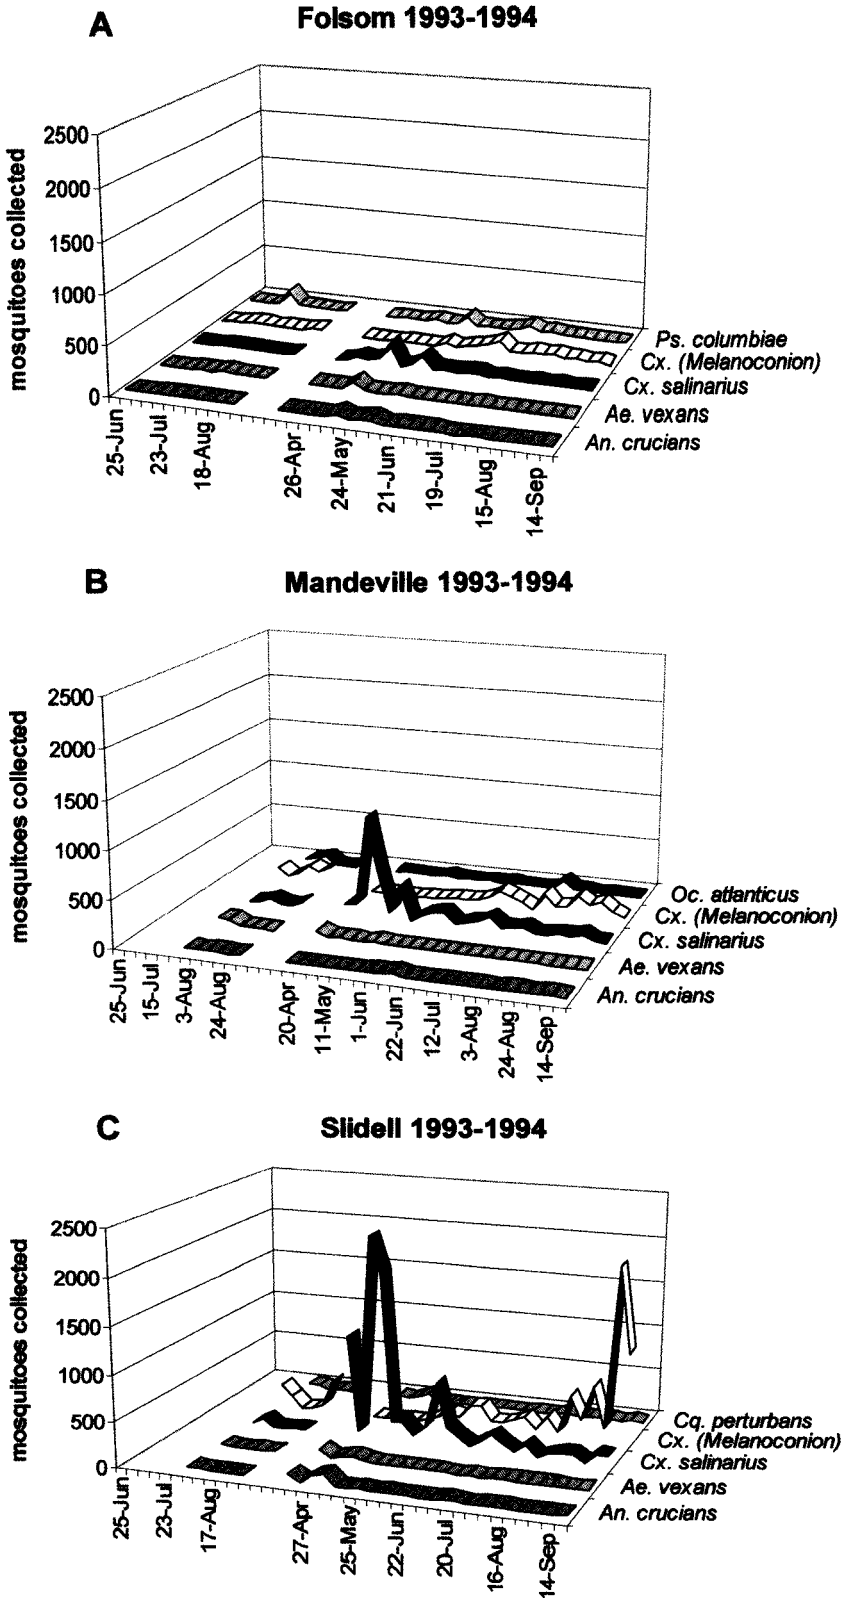 A
Folsom 1993-1994
mosquitoes collected
2500
2000
1500
1000
500
0
25-Jun
23-Jul
18-Aug
26-Apr
24-May
21-Jun
19-Jul
15-Aug
14-Sep
Ps. columbiae
Cx. (Melanoconion)
Cx. salinarius
Ae. vexans
An. crucians
B
Mandeville 1993-1994
mosquitoes collected
2500
2000
1500
1000
500
0
25-Jun
15-Jul
3-Aug
24-Aug
20-Apr
11-May
1-Jun
22-Jun
12-Jul
3-Aug
24-Aug
14-Sep
Oc. atlanticus
Cx. (Melanoconion)
Cx. salinarius
Ae. vexans
An. crucians
C
Slidell 1993-1994
mosquitoes collected
2500
2000
1500
1000
500
0
25-Jun
23-Jul
17-Aug
27-Apr
25-May
22-Jun
20-Jul
16-Aug
14-Sep
Cq. perturbans
Cx. (Melanoconion)
Cx. salinarius
Ae. vexans
An. crucians